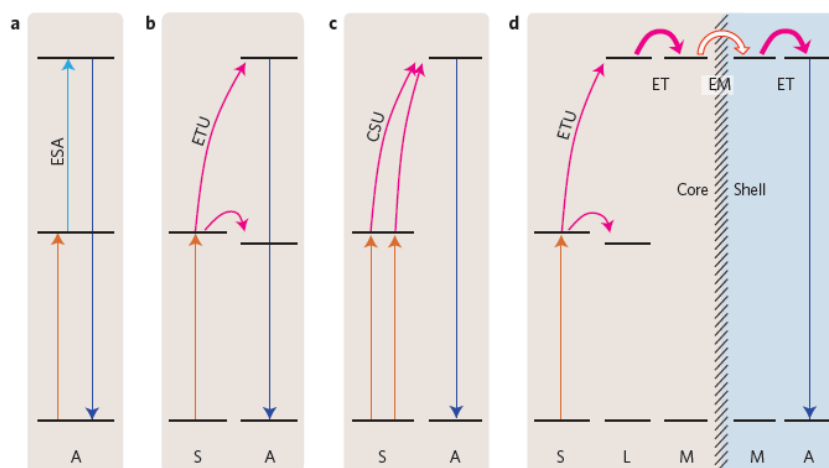 a
b
c
d
ESA
ETU
CSU
ETU
ET
EM
ET
Core
Shell
A
S A
S A
S L M M A